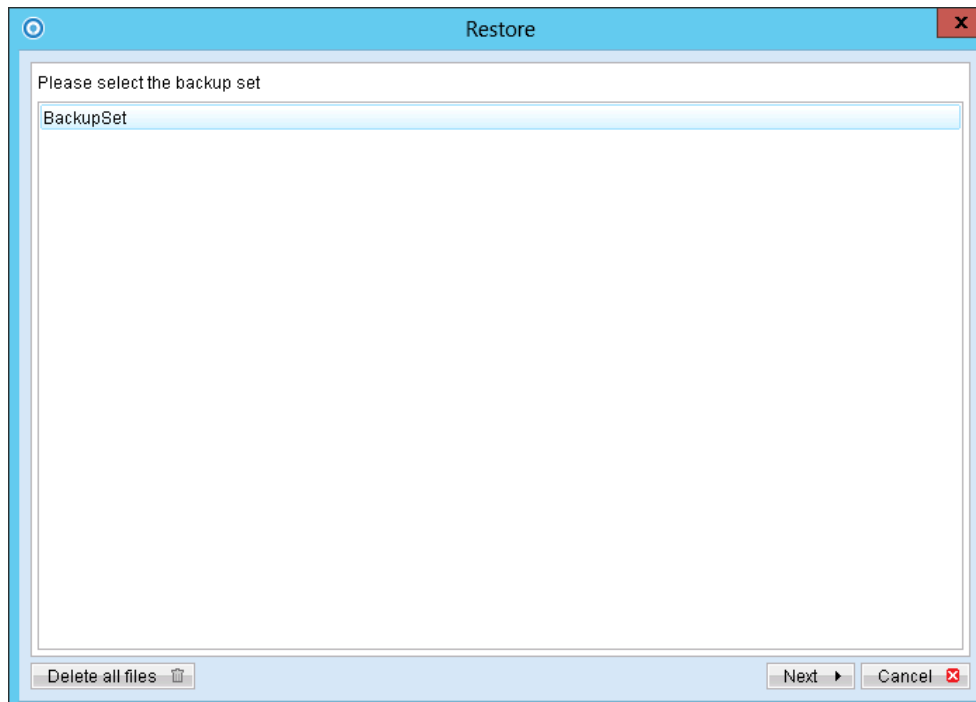 Restore
Please select the backup set
BackupSet
Delete all files
Next
Cancel